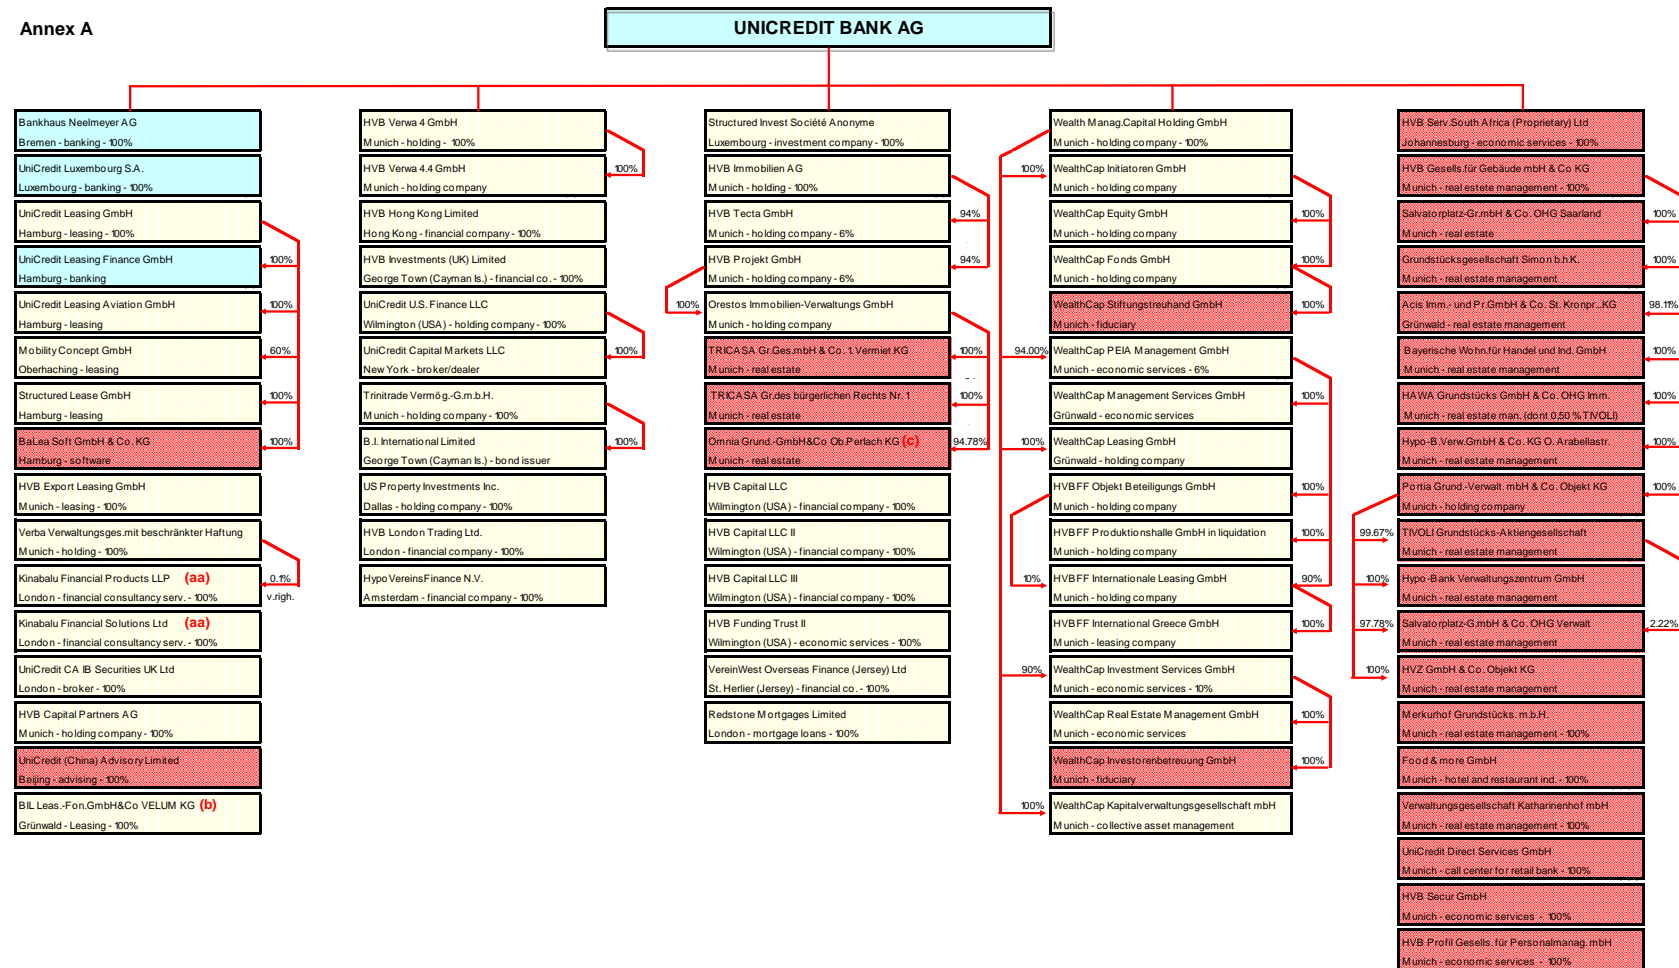 Annex A
UNICREDIT BANK AG
Bankhaus Neelmeyer AG
Bremen - banking - 100%
UniCredit Luxembourg S.A.
Luxembourg - banking - 100%
UniCredit Leasing GmbH
Hamburg - leasing - 100%
UniCredit Leasing Finance GmbH
Hamburg - banking
100%
UniCredit Leasing Aviation GmbH
Hamburg - leasing
100%
Mobility Concept GmbH
Oberhaching - leasing
60%
Structured Lease GmbH
Hamburg - leasing
100%
BaLea Soft GmbH & Co. KG
Hamburg - software
100%
HVB Export Leasing GmbH
Munich - leasing - 100%
Verba Verwaltungsges.mit beschränkter Haftung
Munich - holding - 100%
Kinabalu Financial Products LLP (aa)
London - financial consultancy serv. - 100%
0.1%
v.righ.
Kinabalu Financial Solutions Ltd (aa)
London - financial consultancy serv. - 100%
UniCredit CA IB Securities UK Ltd
London - broker - 100%
HVB Capital Partners AG
Munich - holding company - 100%
UniCredit (China) Advisory Limited
Beijing - advising - 100%
BIL Leas.-Fon.GmbH&Co VELUM KG (b)
Grünwald - Leasing - 100%
HVB Verwa 4 GmbH
Munich - holding - 100%
HVB Verwa 4.4 GmbH
Munich - holding company
100%
HVB Hong Kong Limited
Hong Kong - financial company - 100%
HVB Investments (UK) Limited
George Town (Cayman Is.) - financial co. - 100%
UniCredit U.S. Finance LLC
Wilmington (USA) - holding company - 100%
UniCredit Capital Markets LLC
New York - broker/dealer
100%
Trinitrade Vermög.-G.m.b.H.
Munich - holding company - 100%
B.I. International Limited
George Town (Cayman Is.) - bond issuer
100%
US Property Investments Inc.
Dallas - holding company - 100%
HVB London Trading Ltd.
London - financial company - 100%
HypoVereinsFinance N.V.
Amsterdam - financial company - 100%
Structured Invest Société Anonyme
Luxembourg - investment company - 100%
HVB Immobilien AG
Munich - holding - 100%
HVB Tecta GmbH
Munich - holding company - 6%
94%
HVB Projekt GmbH
Munich - holding company - 6%
94%
100%
Orestos Immobilien-Verwaltungs GmbH
Munich - holding company
TRICASA Gr.Ges.mbH & Co. 1.Vermiet.KG
Munich - real estate
100%
TRICASA Gr.des bürgerlichen Rechts Nr. 1
Munich - real estate
100%
Omnia Grund.-GmbH&Co Ob.Perlach KG (c)
Munich - real estate
94.78%
HVB Capital LLC
Wilmington (USA) - financial company - 100%
HVB Capital LLC II
Wilmington (USA) - financial company - 100%
HVB Capital LLC III
Wilmington (USA) - financial company - 100%
HVB Funding Trust II
Wilmington (USA) - economic services - 100%
VereinWest Overseas Finance (Jersey) Ltd
St. Herlier (Jersey) - financial co. - 100%
Redstone Mortgages Limited
London - mortgage loans - 100%
Wealth Manag.Capital Holding GmbH
Munich - holding company - 100%
100%
WealthCap Initiatoren GmbH
Munich - holding company
WealthCap Equity GmbH
Munich - holding company
100%
WealthCap Fonds GmbH
Munich - holding company
100%
WealthCap Stiftungstreuhand GmbH
Munich - fiduciary
100%
94.00%
WealthCap PEIA Management GmbH
Munich - economic services - 6%
WealthCap Management Services GmbH
Grünwald - economic services
100%
100%
WealthCap Leasing GmbH
Grünwald - holding company
HVBFF Objekt Beteiligungs GmbH
Munich - holding company
100%
HVBFF Produktionshalle GmbH in liquidation
Munich - holding company
100%
10%
HVBFF Internationale Leasing GmbH
Munich - holding company
90%
HVBFF International Greece GmbH
Munich - leasing company
100%
90%
WealthCap Investment Services GmbH
Munich - economic services - 10%
WealthCap Real Estate Management GmbH
Munich - economic services
100%
WealthCap Investorenbetreuung GmbH
Munich - fiduciary
100%
100%
WealthCap Kapitalverwaltungsgesellschaft mbH
Munich - collective asset management
HVB Serv.South Africa (Proprietary) Ltd
Johannesburg - economic services - 100%
HVB Gesells.für Gebäude mbH & Co KG
Munich - real estete management - 100%
Salvatorplatz-Gr.mbH & Co. OHG Saarland
Munich - real estate
100%
Grundstücksgesellschaft Simon b.h.K.
Munich - real estate management
100%
Acis Imm.- und Pr.GmbH & Co. St. Kronpr...KG
Grünwald - real estate management
98.11%
Bayerische Wohn.für Handel und Ind. GmbH
Munich - real estate management
100%
HAWA Grundstücks GmbH & Co. OHG Imm.
Munich - real estate man. (dont 0,50 % TIVOLI)
100%
Hypo-B.Verw.GmbH & Co. KG O. Arabellastr.
Munich - real estate management
100%
Portia Grund.-Verwalt. mbH & Co. Objekt KG
Munich - holding company
100%
99.67%
TIVOLI Grundstücks-Aktiengesellschaft
Munich - real estate management
100%
Hypo-Bank Verwaltungszentrum GmbH
Munich - real estate management
97.78%
Salvatorplatz-G.mbH & Co. OHG Verwalt
Munich - real estate management
2.22%
100%
HVZ GmbH & Co. Objekt KG
Munich - real estate management
Merkurhof Grundstücks. m.b.H.
Munich - real estate management - 100%
Food & more GmbH
Munich - hotel and restaurant ind. - 100%
Verwaltungsgesellschaft Katharinenhof mbH
Munich - real estate management - 100%
UniCredit Direct Services GmbH
Munich - call center for retail bank - 100%
HVB Secur GmbH
Munich - economic services - 100%
HVB Profil Gesells. für Personalmanag. mbH
Munich - economic services - 100%